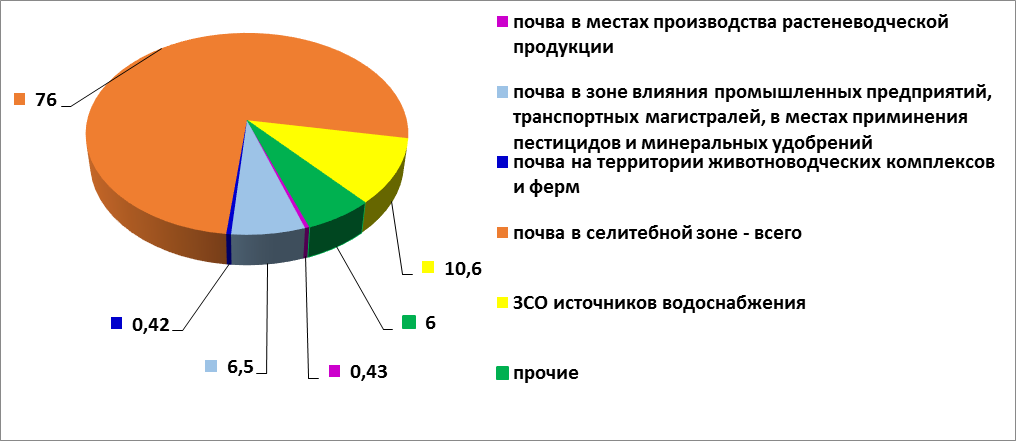 76
10,6
6
0,42
6,5
0,43
почва в местах производства растеневодческой
продукции
почва в зоне влияния промышленных предприятий,
транспортных магистралей, в местах приминения
пестицидов и минеральных удобрений
почва на территории животноводческих комплексов
и ферм
почва в селитебной зоне - всего
ЗСО источников водоснабжения
прочие